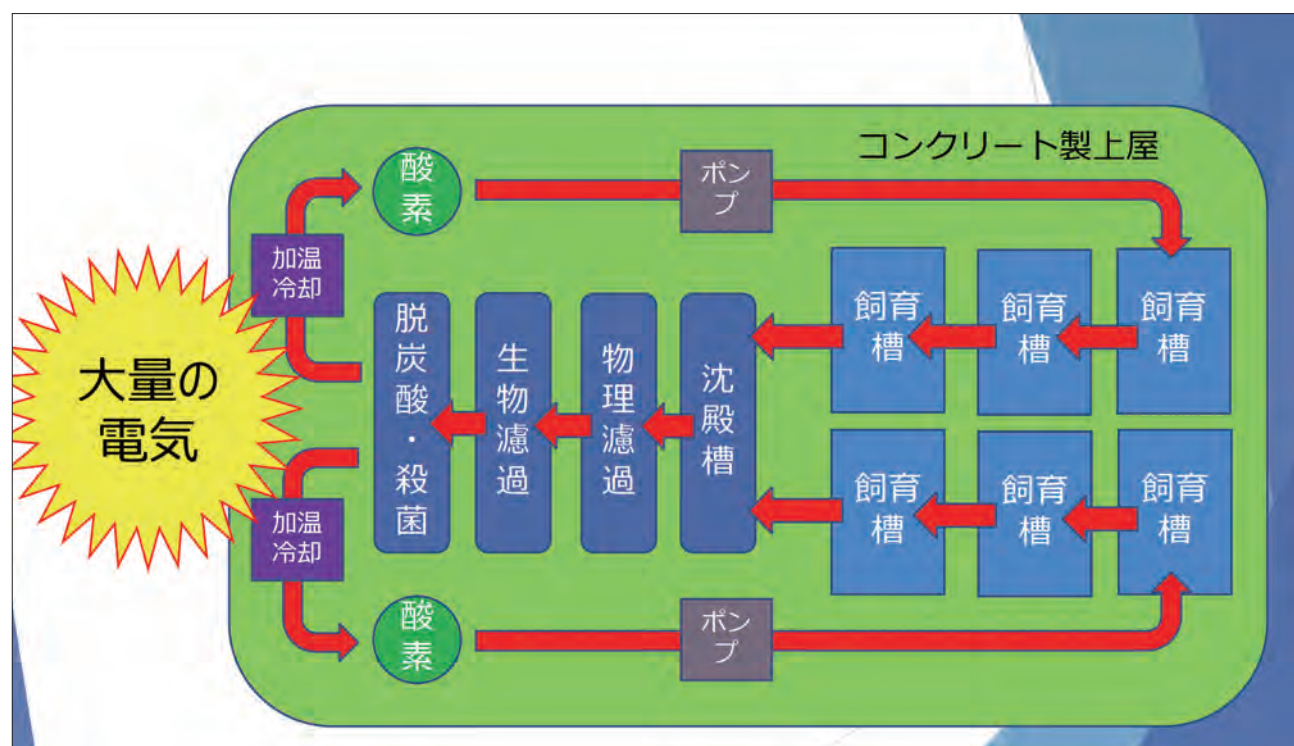 コンクリート製上屋
酸
素
ポン
プ
加温
冷却
大量の
電気
脱炭酸・殺菌
生物濾過
物理濾過
沈殿槽
飼育
槽
飼育
槽
飼育
槽
飼育
槽
飼育
槽
飼育
槽
加温
冷却
酸
素
ポン
プ